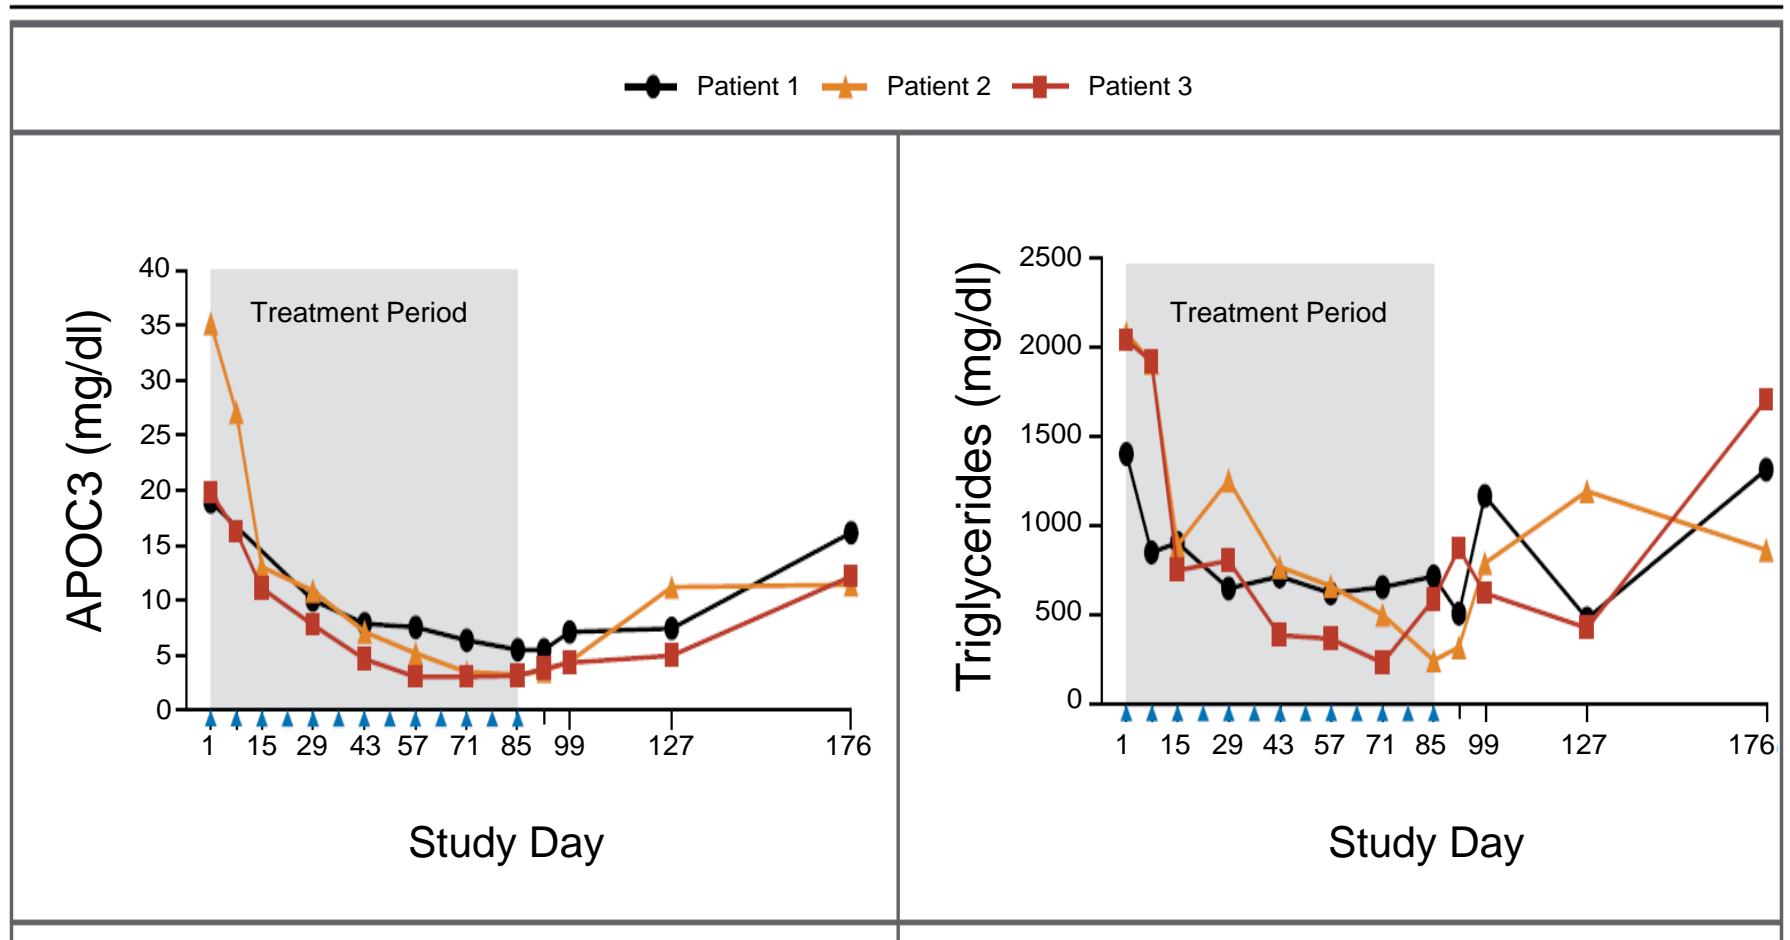 Patient 1 Patient 2 Patient 3
APOC3 (mg/dl)
40
35
30
25
20
15
10
5
0
Treatment Period
1 15 29 43 57 71 85 99 127 176
Study Day
Triglycerides (mg/dl)
2500
2000
1500
1000
500
0
Treatment Period
1 15 29 43 57 71 85 99 127 176
Study Day